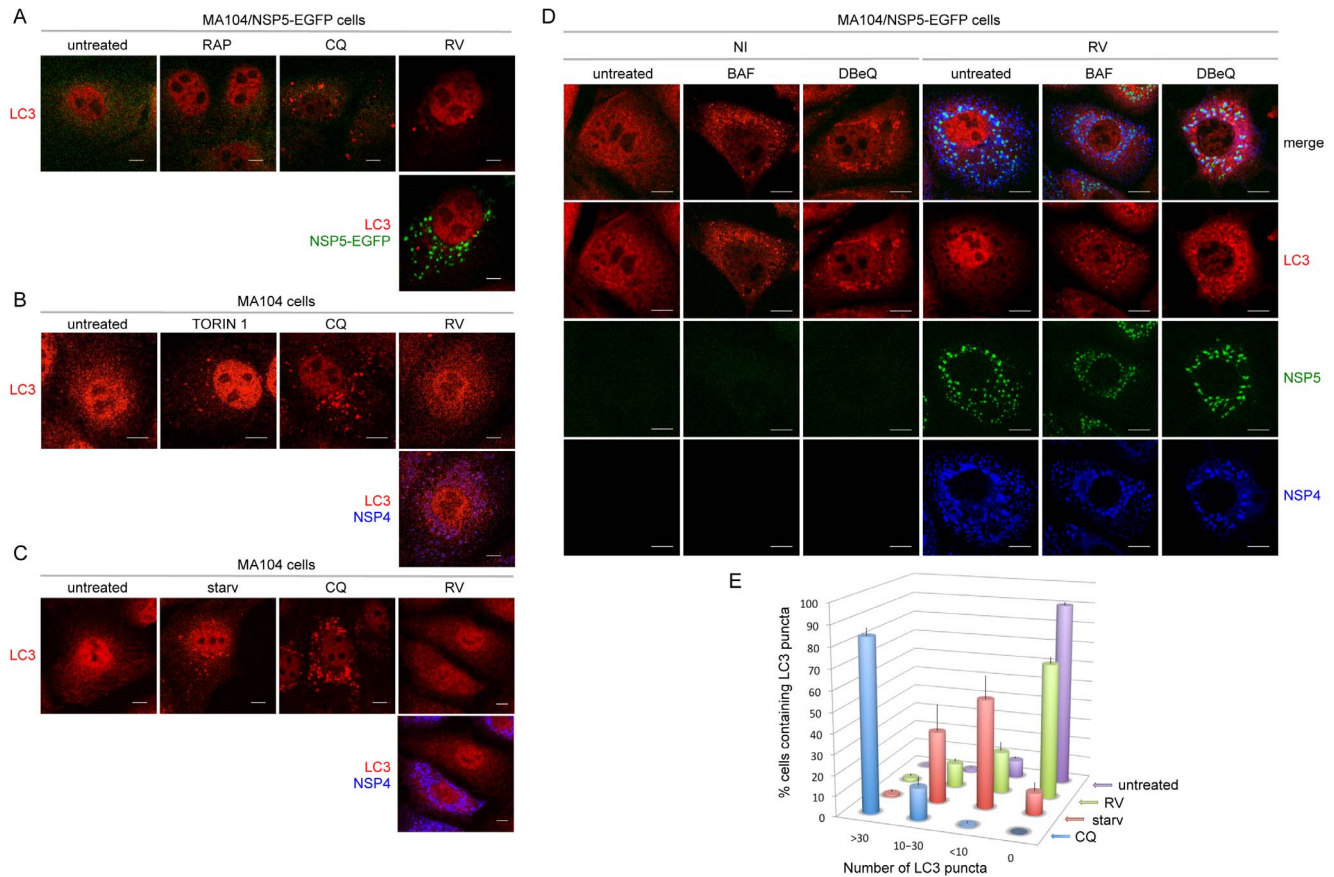 A
MA104/NSP5-EGFP cells
untreated RAP CQ RV
LC3
LC3
NSP5-EGFP
B
MA104 cells
untreated TORIN 1 CQ RV
LC3
LC3
NSP4
C
MA104 cells
untreated starv CQ RV
LC3
LC3
NSP4
D
MA104/NSP5-EGFP cells
NI RV
untreated BAF DBeQ untreated BAF DBeQ
merge
LC3
NSP5
NSP4
E
% cells containing LC3 puncta
100
90
80
70
60
50
40
30
20
10
0
>30
10–30
<10
0
Number of LC3 puncta
untreated
RV
starv
CQ